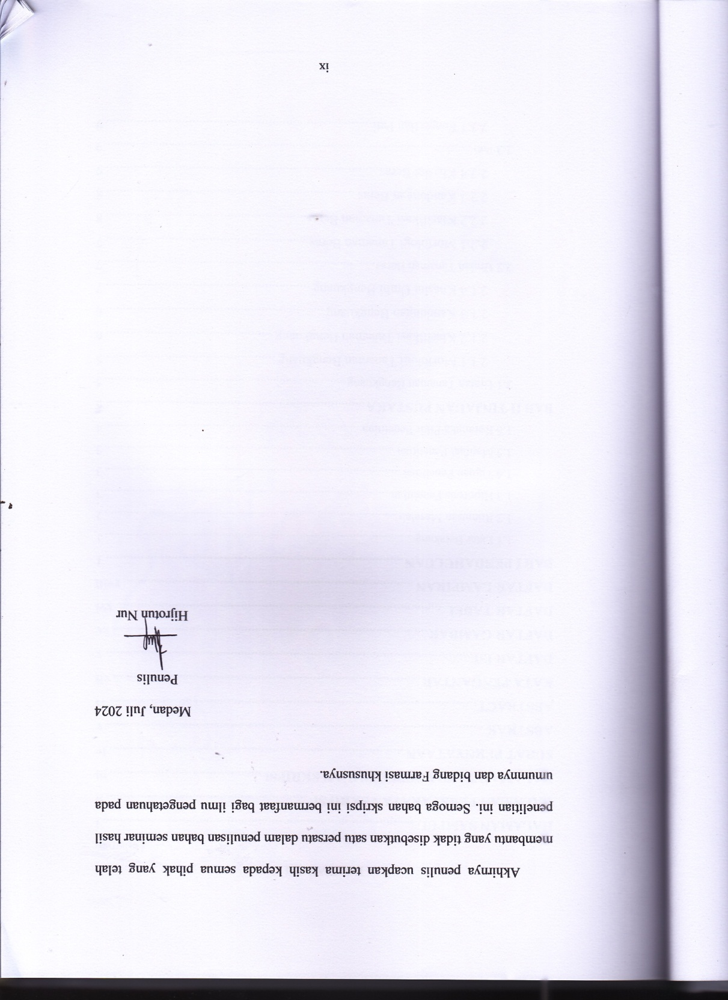 Akhirnya penulis ucapkan terima kasih kepada semua pihak yang telah
membantu yang tidak disebutkan satu persatu dalam penulisan bahan seminar hasil
penelitian ini. Semoga bahan skripsi ini bermanfaat bagi ilmu pengetahuan pada
umumnya dan bidang Farmasi khususnya.
Medan, Juli 2024
Penulis
Hijrotun Nur
ix